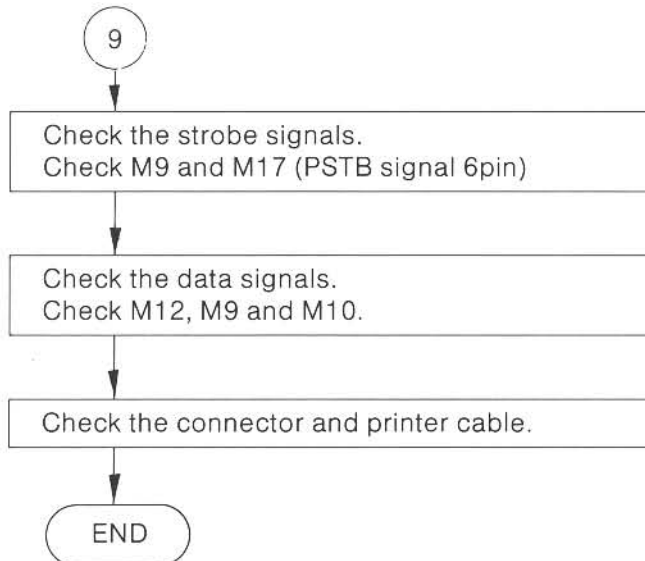 9
Check the strobe signals.
Check M9 and M17 (PSTB signal 6pin)
Check the data signals.
Check M12, M9 and M10.
Check the connector and printer cable.
END